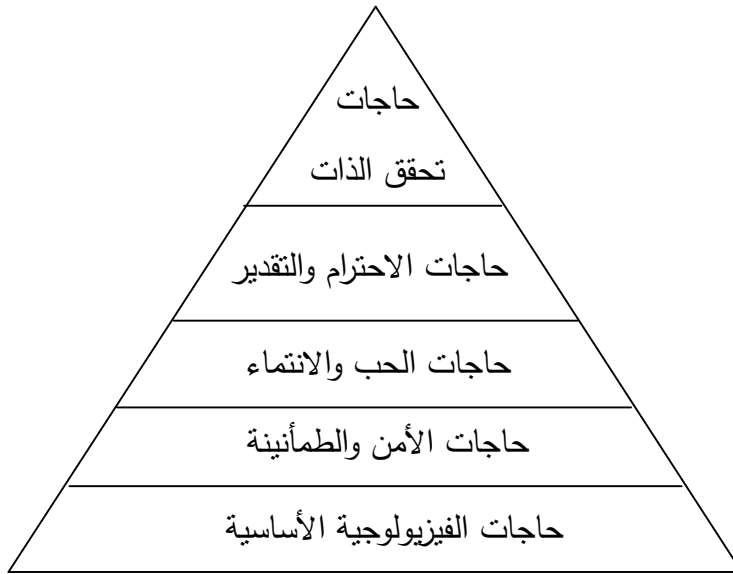 حاجات
تحقق الذات
حاجات الاحترام والتقدير
حاجات الحب والانتماء
حاجات الأمن والطمأنينة
حاجات الفيزيولوجية الأساسية